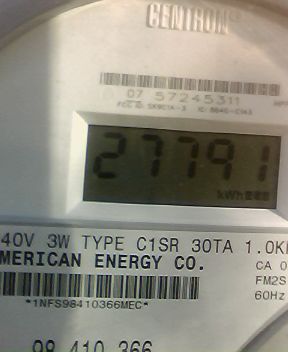 CENTRON
07 57245311
27791
kWh
40V 3W TYPE C1SR 30TA 1.0K
MERICAN ENERGY CO.
CA 0
FM2S
*1NFS98410366MEC*
60Hz
98 410 366